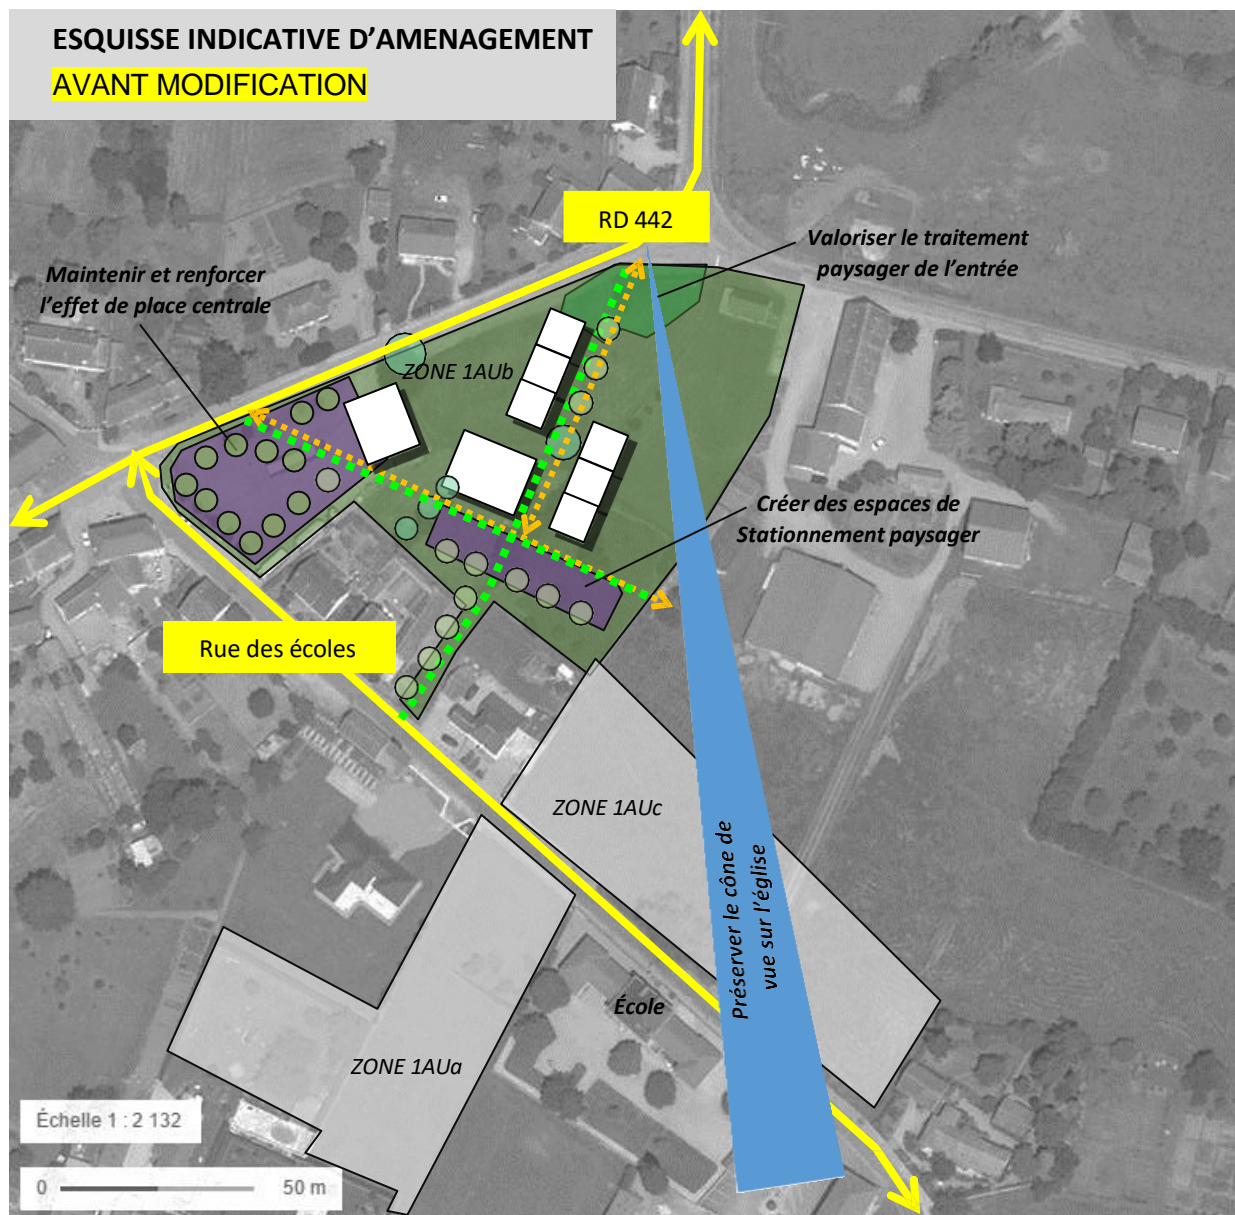 ESQUISSE INDICATIVE D’AMENAGEMENT
AVANT MODIFICATION
RD 442
Valoriser le traitement
paysager de l’entrée
Maintenir et renforcer
l’effet de place centrale
ZONE 1AUb
Créer des espaces de
Stationnement paysager
Rue des écoles
ZONE 1AUc
Préserver le cône de
vue sur l’église
École
ZONE 1AUa
Échelle 1 : 2 132
0 50 m